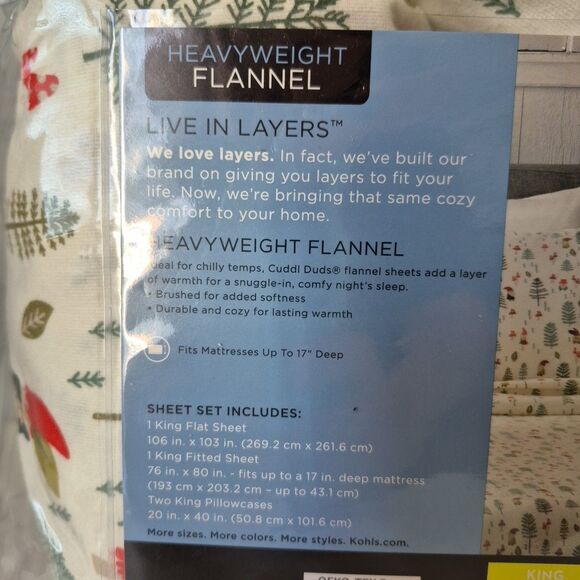 HEAVYWEIGHT
FLANNEL
LIVE IN LAYERS™
We love layers. In fact, we've built our
brand on giving you layers to fit your
life. Now, we're bringing that same cozy
comfort to your home.
HEAVYWEIGHT FLANNEL
Ideal for chilly temps, Cuddl Duds® flannel sheets add a layer
of warmth for a snuggle-in, comfy night's sleep.
• Brushed for added softness
• Durable and cozy for lasting warmth
Fits Mattresses Up To 17" Deep
SHEET SET INCLUDES:
1 King Flat Sheet
106 in. x 103 in. (269.2 cm x 261.6 cm)
1 King Fitted Sheet
76 in. x 80 in. - fits up to a 17 in. deep mattress
(193 cm x 203.2 cm – up to 43.1 cm)
Two King Pillowcases
20 in. x 40 in. (50.8 cm x 101.6 cm)
More sizes. More colors. More styles. Kohls.com.
KING